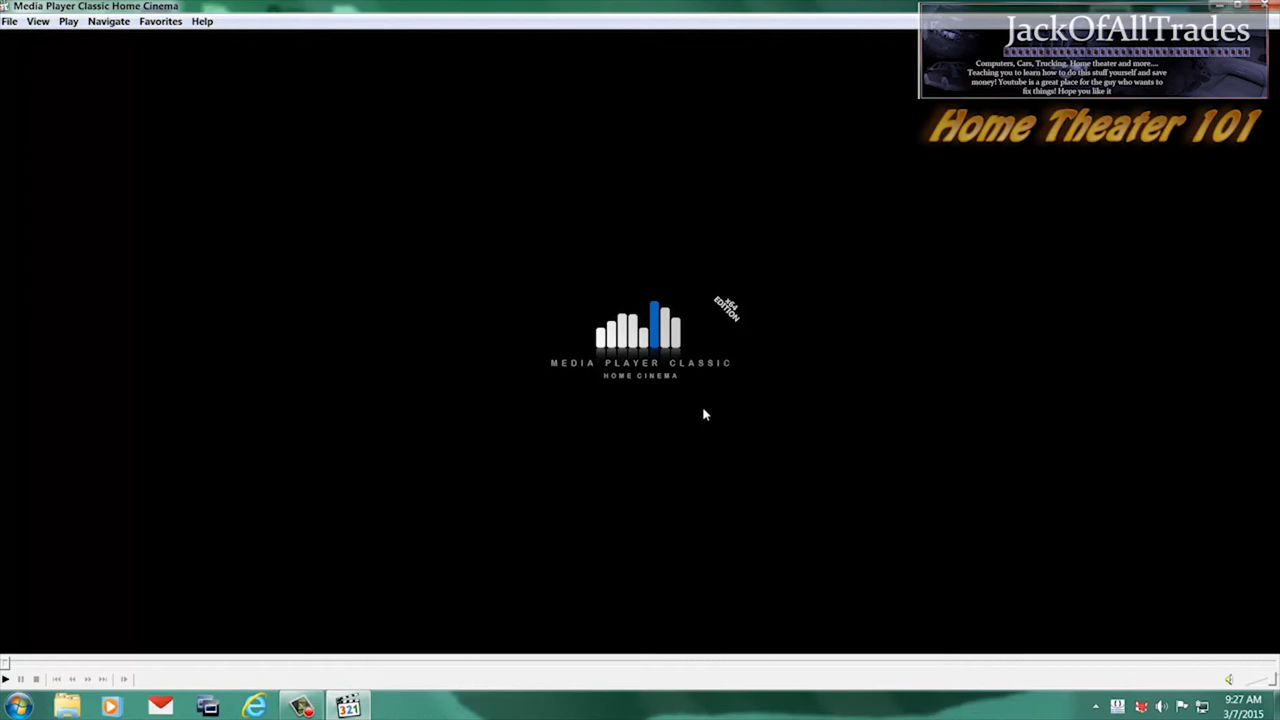 Media Player Classic Home Cinema
File View Play Navigate Favorites Help
JackOfAllTrades
Computers, Cars, Trucking, Home theater and more....
Teaching you to learn how to do this stuff yourself and save
money! Youtube is a great place for the guy who wants to
fix things! Hope you like it
Home Theater 101
x64
EDITION
MEDIA PLAYER CLASSIC
HOME CINEMA
321
9:27 AM
3/7/2015